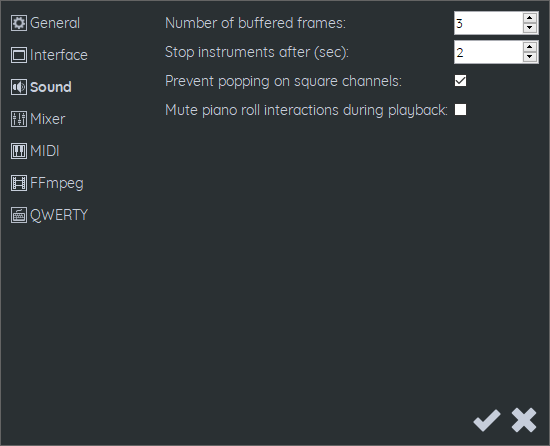 General
Interface
Sound
Mixer
MIDI
FFmpeg
QWERTY
Number of buffered frames: 3
Stop instruments after (sec): 2
Prevent popping on square channels:
Mute piano roll interactions during playback: